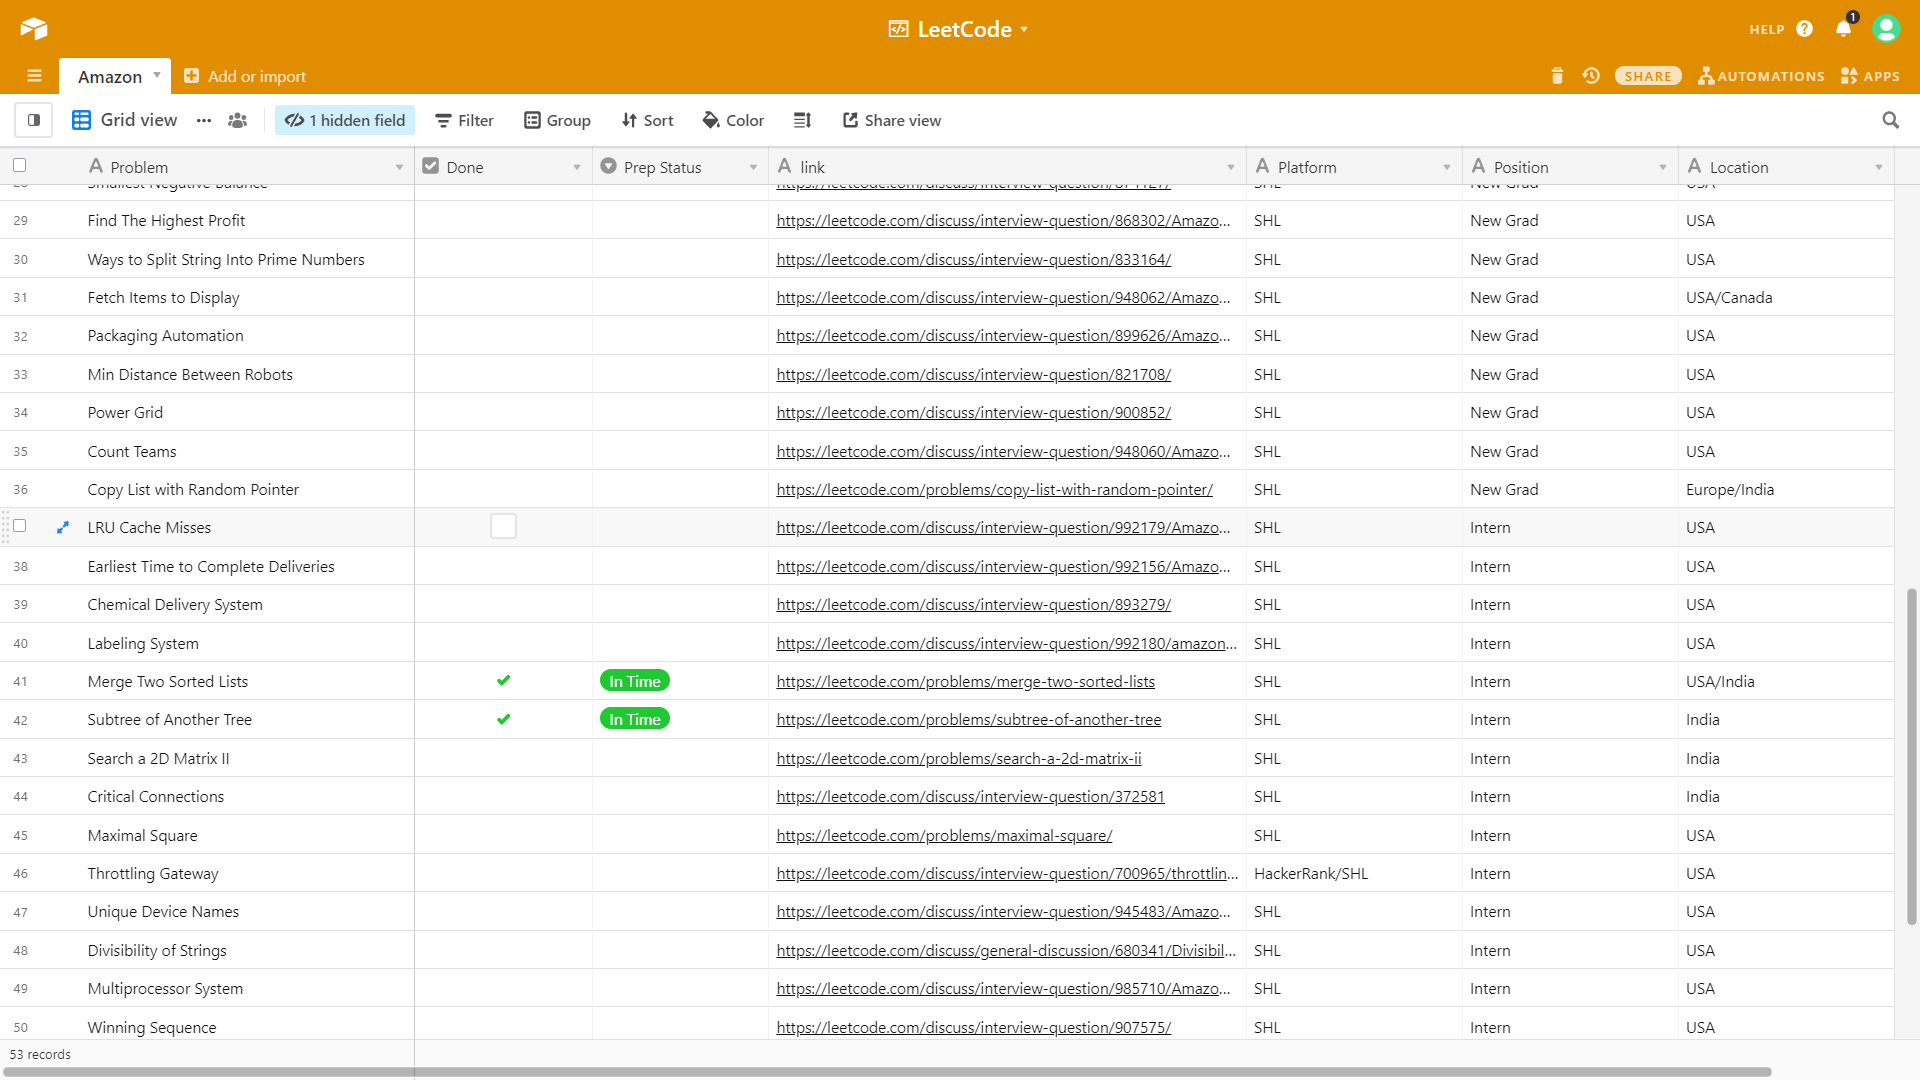 LeetCode
HELP
1
Amazon
Add or import
SHARE
AUTOMATIONS
APPS
Grid view
1 hidden field
Filter
Group
Sort
Color
Share view
Problem Done Prep Status link Platform Position Location
29 Find The Highest Profit https://leetcode.com/discuss/interview-question/868302/Amazo... SHL New Grad USA
30 Ways to Split String Into Prime Numbers https://leetcode.com/discuss/interview-question/833164/ SHL New Grad USA
31 Fetch Items to Display https://leetcode.com/discuss/interview-question/948062/Amazo... SHL New Grad USA/Canada
32 Packaging Automation https://leetcode.com/discuss/interview-question/899626/Amazo... SHL New Grad USA
33 Min Distance Between Robots https://leetcode.com/discuss/interview-question/821708/ SHL New Grad USA
34 Power Grid https://leetcode.com/discuss/interview-question/900852/ SHL New Grad USA
35 Count Teams https://leetcode.com/discuss/interview-question/948060/Amazo... SHL New Grad USA
36 Copy List with Random Pointer https://leetcode.com/problems/copy-list-with-random-pointer/ SHL New Grad Europe/India
LRU Cache Misses https://leetcode.com/discuss/interview-question/992179/Amazo... SHL Intern USA
38 Earliest Time to Complete Deliveries https://leetcode.com/discuss/interview-question/992156/Amazo... SHL Intern USA
39 Chemical Delivery System https://leetcode.com/discuss/interview-question/893279/ SHL Intern USA
40 Labeling System https://leetcode.com/discuss/interview-question/992180/amazon... SHL Intern USA
41 Merge Two Sorted Lists In Time https://leetcode.com/problems/merge-two-sorted-lists SHL Intern USA/India
42 Subtree of Another Tree In Time https://leetcode.com/problems/subtree-of-another-tree SHL Intern India
43 Search a 2D Matrix II https://leetcode.com/problems/search-a-2d-matrix-ii SHL Intern India
44 Critical Connections https://leetcode.com/discuss/interview-question/372581 SHL Intern India
45 Maximal Square https://leetcode.com/problems/maximal-square/ SHL Intern USA
46 Throttling Gateway https://leetcode.com/discuss/interview-question/700965/throttlin... HackerRank/SHL Intern USA
47 Unique Device Names https://leetcode.com/discuss/interview-question/945483/Amazo... SHL Intern USA
48 Divisibility of Strings https://leetcode.com/discuss/general-discussion/680341/Divisibil... SHL Intern USA
49 Multiprocessor System https://leetcode.com/discuss/interview-question/985710/Amazo... SHL Intern USA
50 Winning Sequence https://leetcode.com/discuss/interview-question/907575/ SHL Intern USA
53 records